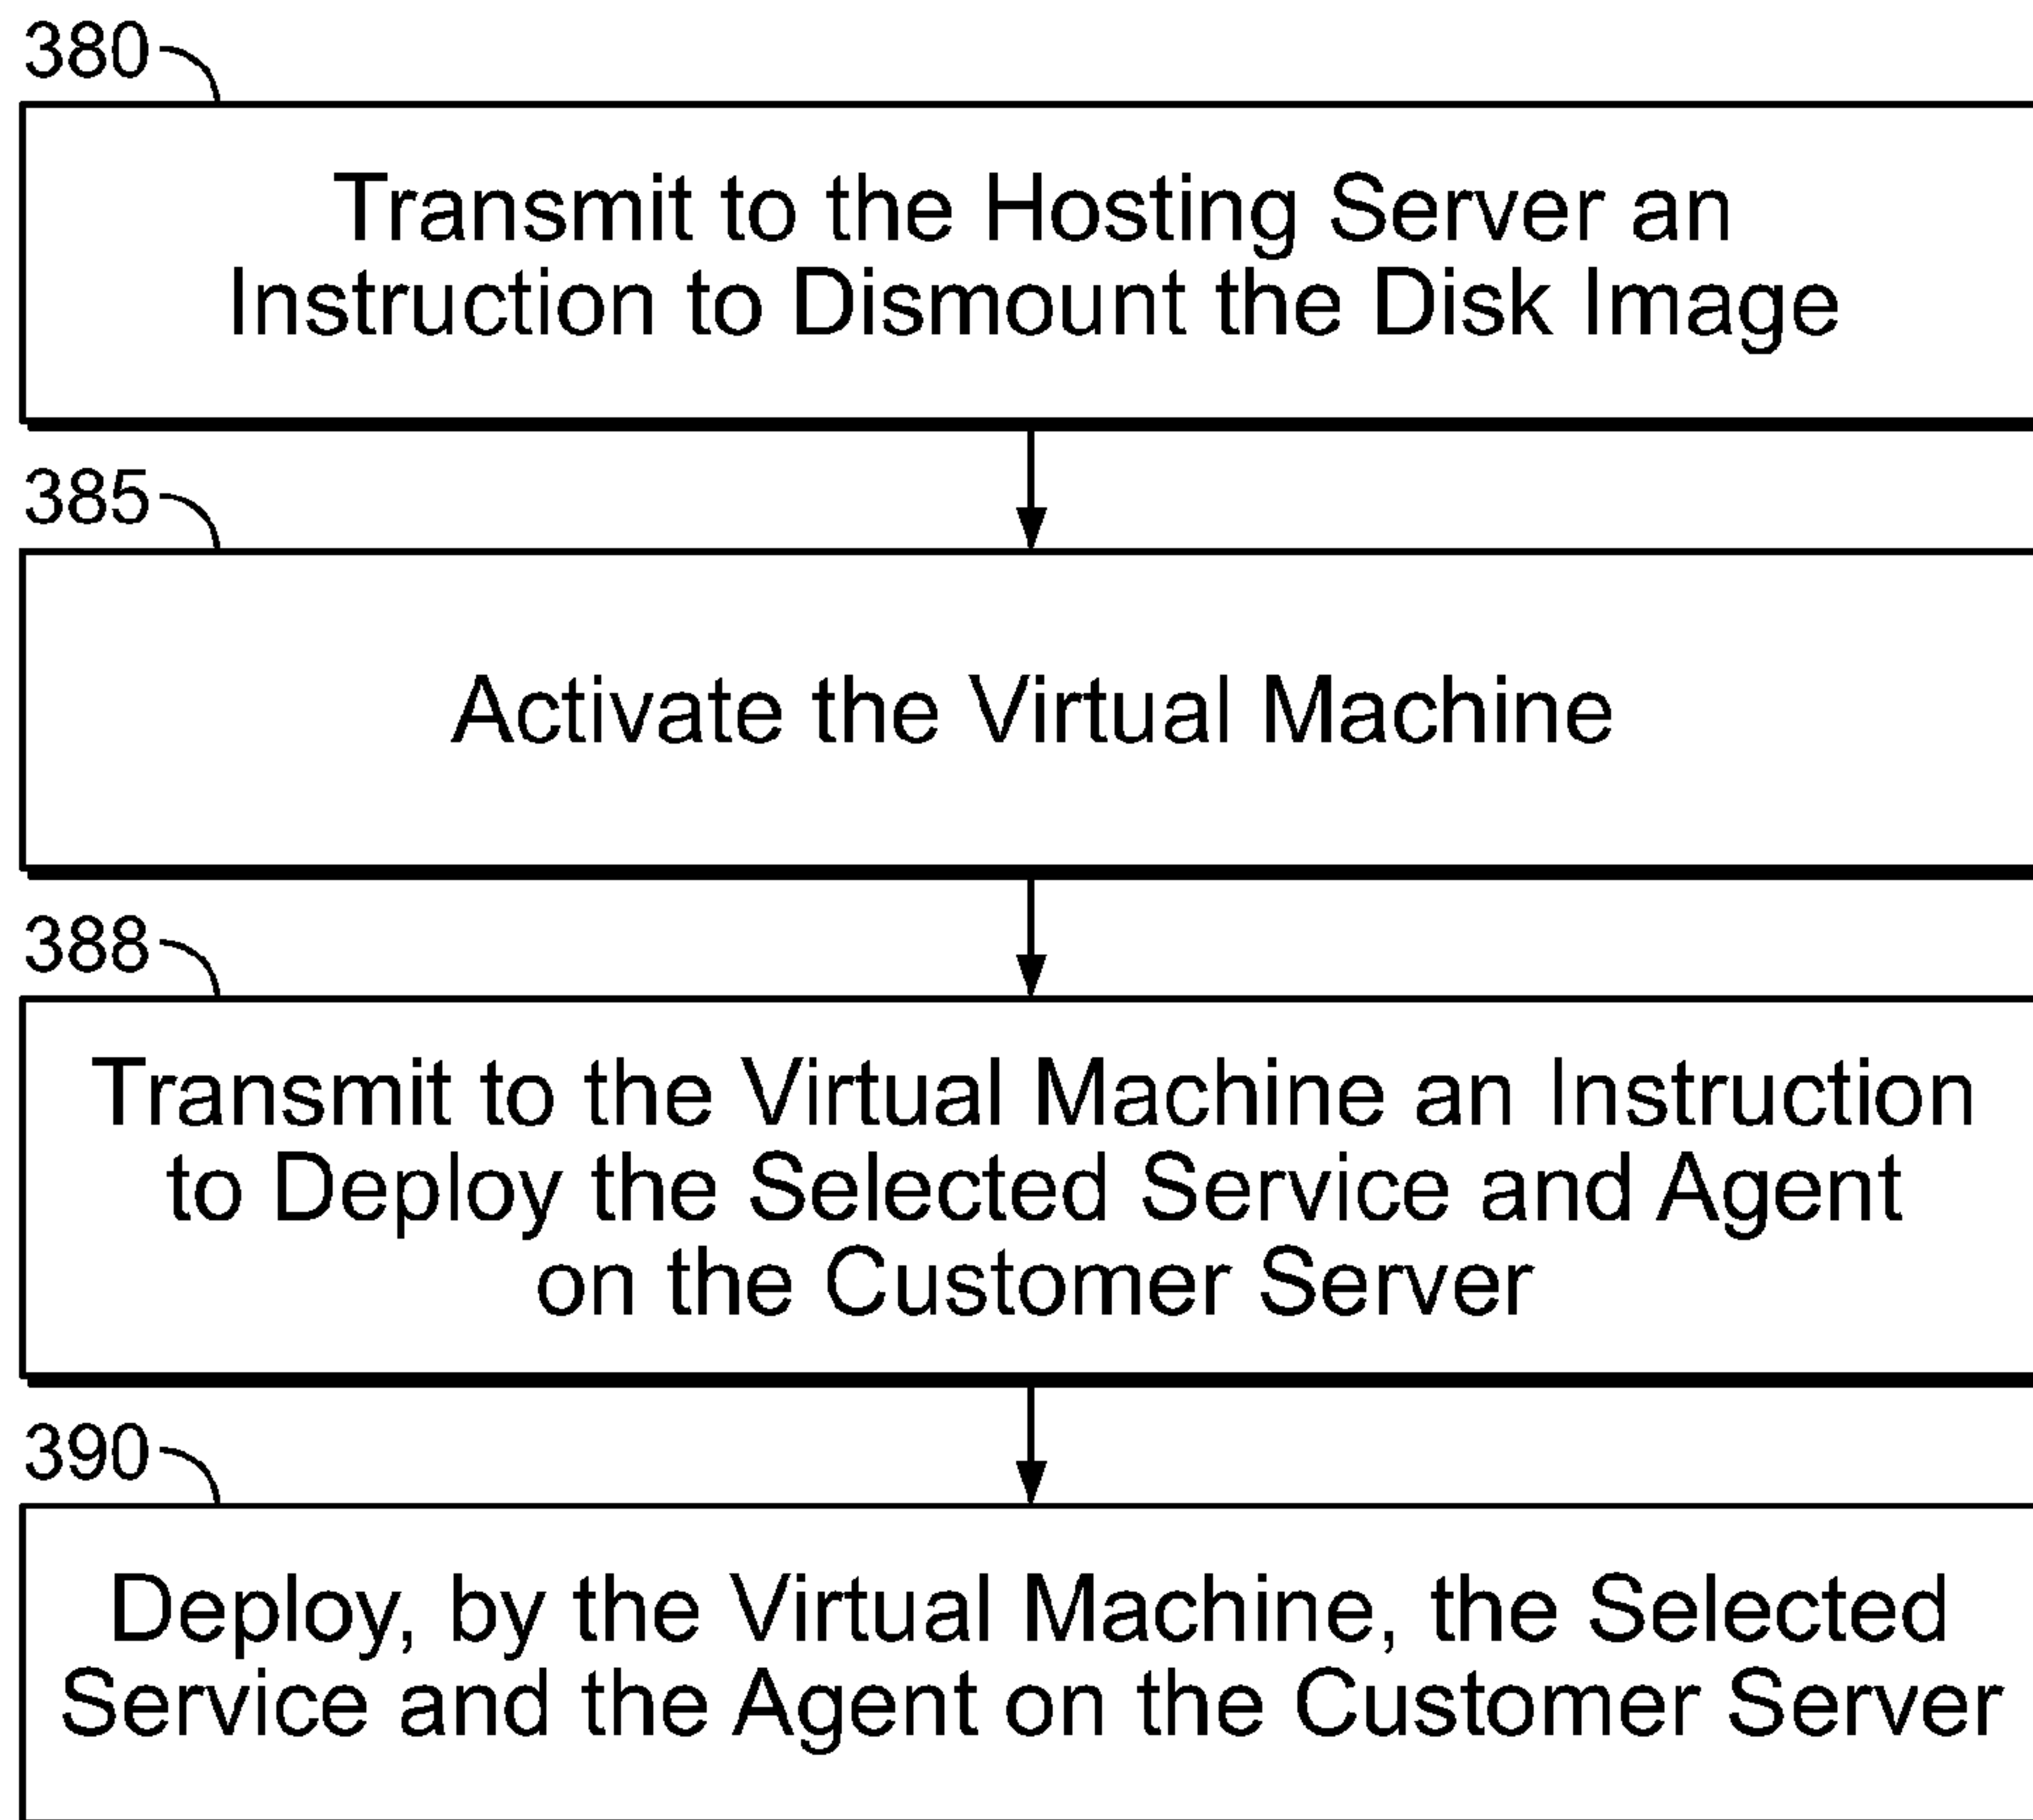 380
Transmit to the Hosting Server an
Instruction to Dismount the Disk Image
385
Activate the Virtual Machine
388
Transmit to the Virtual Machine an Instruction
to Deploy the Selected Service and Agent
on the Customer Server
390
Deploy, by the Virtual Machine, the Selected
Service and the Agent on the Customer Server